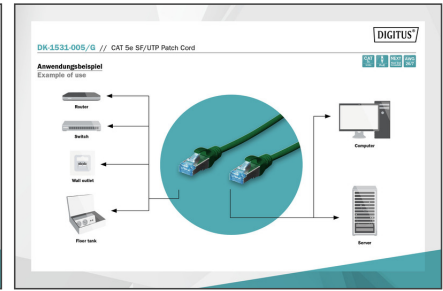 DIGITUS®
DK-1531-005/G // CAT 5e SF/UTP Patch Cord
Anwendungsbeispiel
Example of use
Router
Switch
Wall outlet
Floor tank
Computer
Server